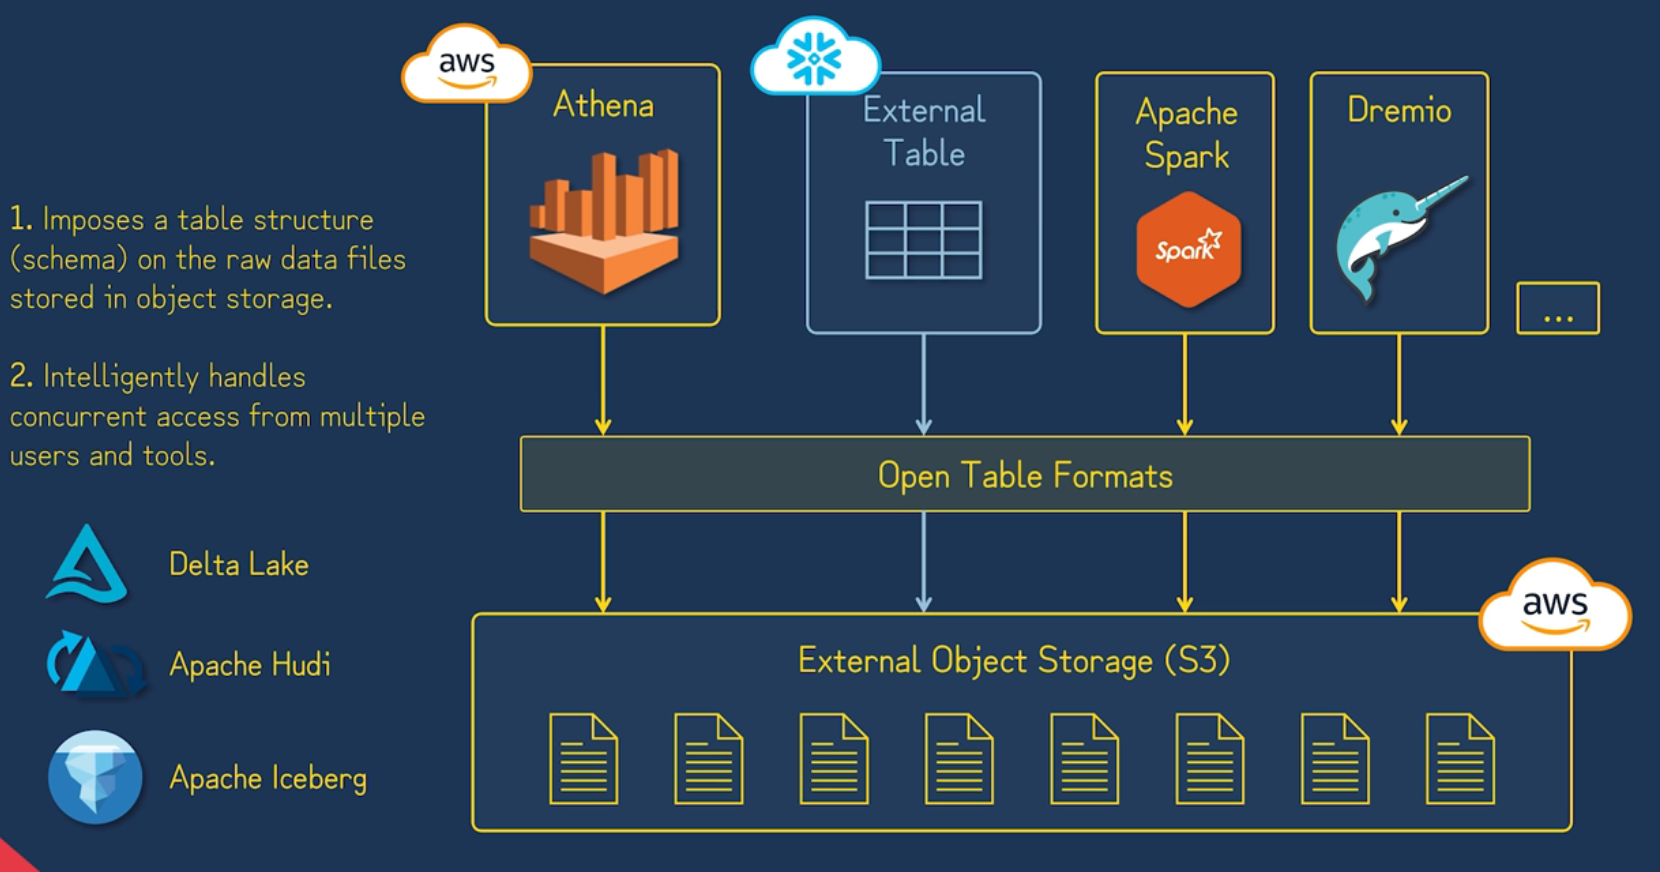 aws
Athena
External
Table
Apache
Spark
Spark
Dremio
...
1. Imposes a table structure
(schema) on the raw data files
stored in object storage.
2. Intelligently handles
concurrent access from multiple
users and tools.
Open Table Formats
Delta Lake
Apache Hudi
Apache Iceberg
aws
External Object Storage (S3)